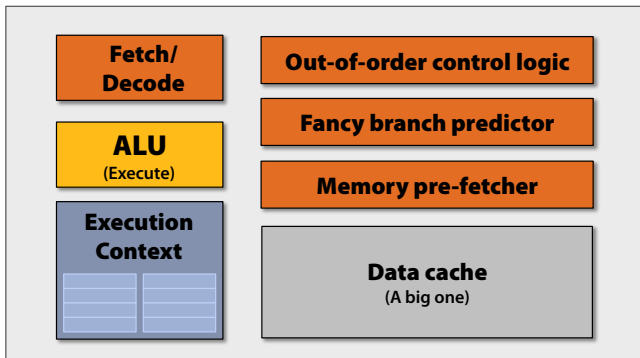 Fetch/
Decode
ALU
(Execute)
Execution
Context
Out-of-order control logic
Fancy branch predictor
Memory pre-fetcher
Data cache
(A big one)